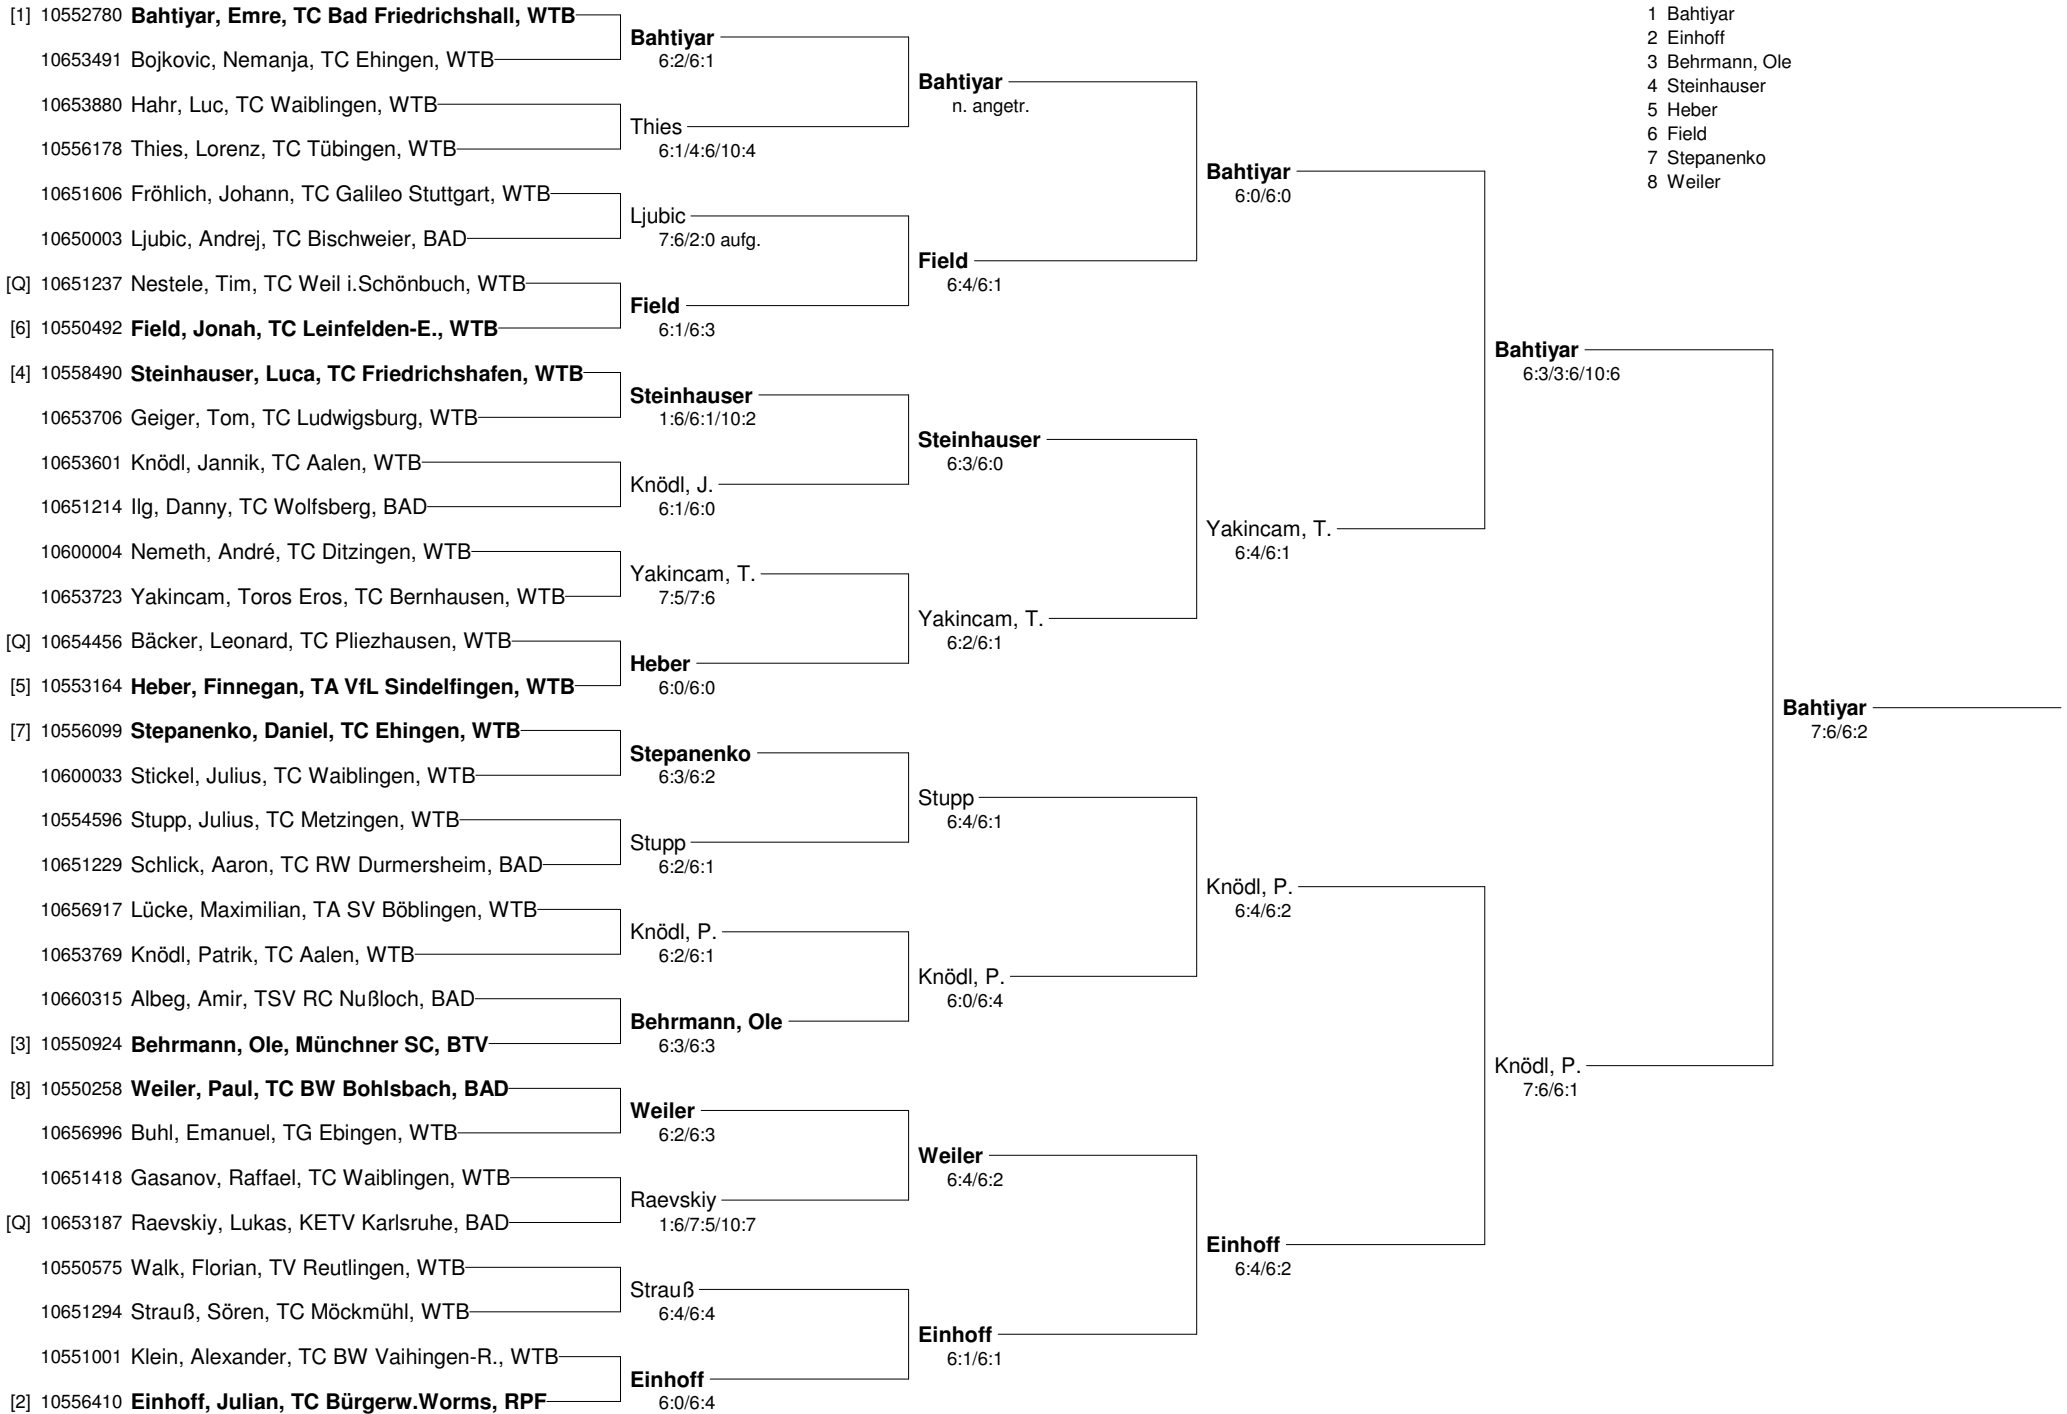 [1] 10552780 Bahtiyar, Emre, TC Bad Friedrichshall, WTB
10653491 Bojkovic, Nemanja, TC Ehingen, WTB
10653880 Hahr, Luc, TC Waiblingen, WTB
10556178 Thies, Lorenz, TC Tübingen, WTB
10651606 Fröhlich, Johann, TC Galileo Stuttgart, WTB
10650003 Ljubic, Andrej, TC Bischweier, BAD
[Q] 10651237 Nestele, Tim, TC Weil i.Schönbuch, WTB
[6] 10550492 Field, Jonah, TC Leinfelden-E., WTB
[4] 10558490 Steinhauser, Luca, TC Friedrichshafen, WTB
10653706 Geiger, Tom, TC Ludwigsburg, WTB
10653601 Knödl, Jannik, TC Aalen, WTB
10651214 Ilg, Danny, TC Wolfsberg, BAD
10600004 Nemeth, André, TC Ditzingen, WTB
10653723 Yakincam, Toros Eros, TC Bernhausen, WTB
[Q] 10654456 Bäcker, Leonard, TC Pliezhausen, WTB
[5] 10553164 Heber, Finnegan, TA VfL Sindelfingen, WTB
[7] 10556099 Stepanenko, Daniel, TC Ehingen, WTB
10600033 Stickel, Julius, TC Waiblingen, WTB
10554596 Stupp, Julius, TC Metzingen, WTB
10651229 Schlick, Aaron, TC RW Durmersheim, BAD
10656917 Lücke, Maximilian, TA SV Böblingen, WTB
10653769 Knödl, Patrik, TC Aalen, WTB
10660315 Albeg, Amir, TSV RC Nußloch, BAD
[3] 10550924 Behrmann, Ole, Münchner SC, BTV
[8] 10550258 Weiler, Paul, TC BW Bohlsbach, BAD
10656996 Buhl, Emanuel, TG Ebingen, WTB
10651418 Gasanov, Raffael, TC Waiblingen, WTB
[Q] 10653187 Raevskiy, Lukas, KETV Karlsruhe, BAD
10550575 Walk, Florian, TV Reutlingen, WTB
10651294 Strauß, Sören, TC Möckmühl, WTB
10551001 Klein, Alexander, TC BW Vaihingen-R., WTB
[2] 10556410 Einhoff, Julian, TC Bürgerw.Worms, RPF
Bahtiyar
6:2/6:1
Thies
6:1/4:6/10:4
Ljubic
7:6/2:0 aufg.
Field
6:1/6:3
Steinhauser
1:6/6:1/10:2
Knödl, J.
6:1/6:0
Yakincam, T.
7:5/7:6
Heber
6:0/6:0
Stepanenko
6:3/6:2
Stupp
6:2/6:1
Knödl, P.
6:2/6:1
Behrmann, Ole
6:3/6:3
Weiler
6:2/6:3
Raevskiy
1:6/7:5/10:7
Strauß
6:4/6:4
Einhoff
6:0/6:4
Bahtiyar
n. angetr.
Field
6:4/6:1
Steinhauser
6:3/6:0
Yakincam, T.
6:2/6:1
Stupp
6:4/6:1
Knödl, P.
6:0/6:4
Weiler
6:4/6:2
Einhoff
6:1/6:1
Bahtiyar
6:0/6:0
Yakincam, T.
6:4/6:1
Knödl, P.
6:4/6:2
Einhoff
6:4/6:2
Bahtiyar
6:3/3:6/10:6
Knödl, P.
7:6/6:1
Bahtiyar
7:6/6:2
1 Bahtiyar
2 Einhoff
3 Behrmann, Ole
4 Steinhauser
5 Heber
6 Field
7 Stepanenko
8 Weiler